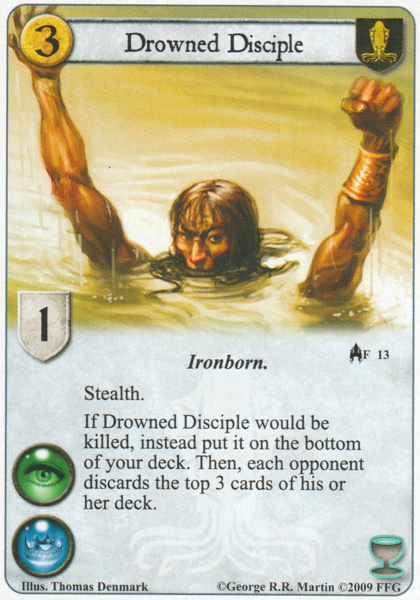 3
Drowned Disciple
1
Ironborn.
F 13
Stealth.
If Drowned Disciple would be
killed, instead put it on the bottom
of your deck. Then, each opponent
discards the top 3 cards of his or
her deck.
Illus. Thomas Denmark
©George R.R. Martin ©2009 FFG